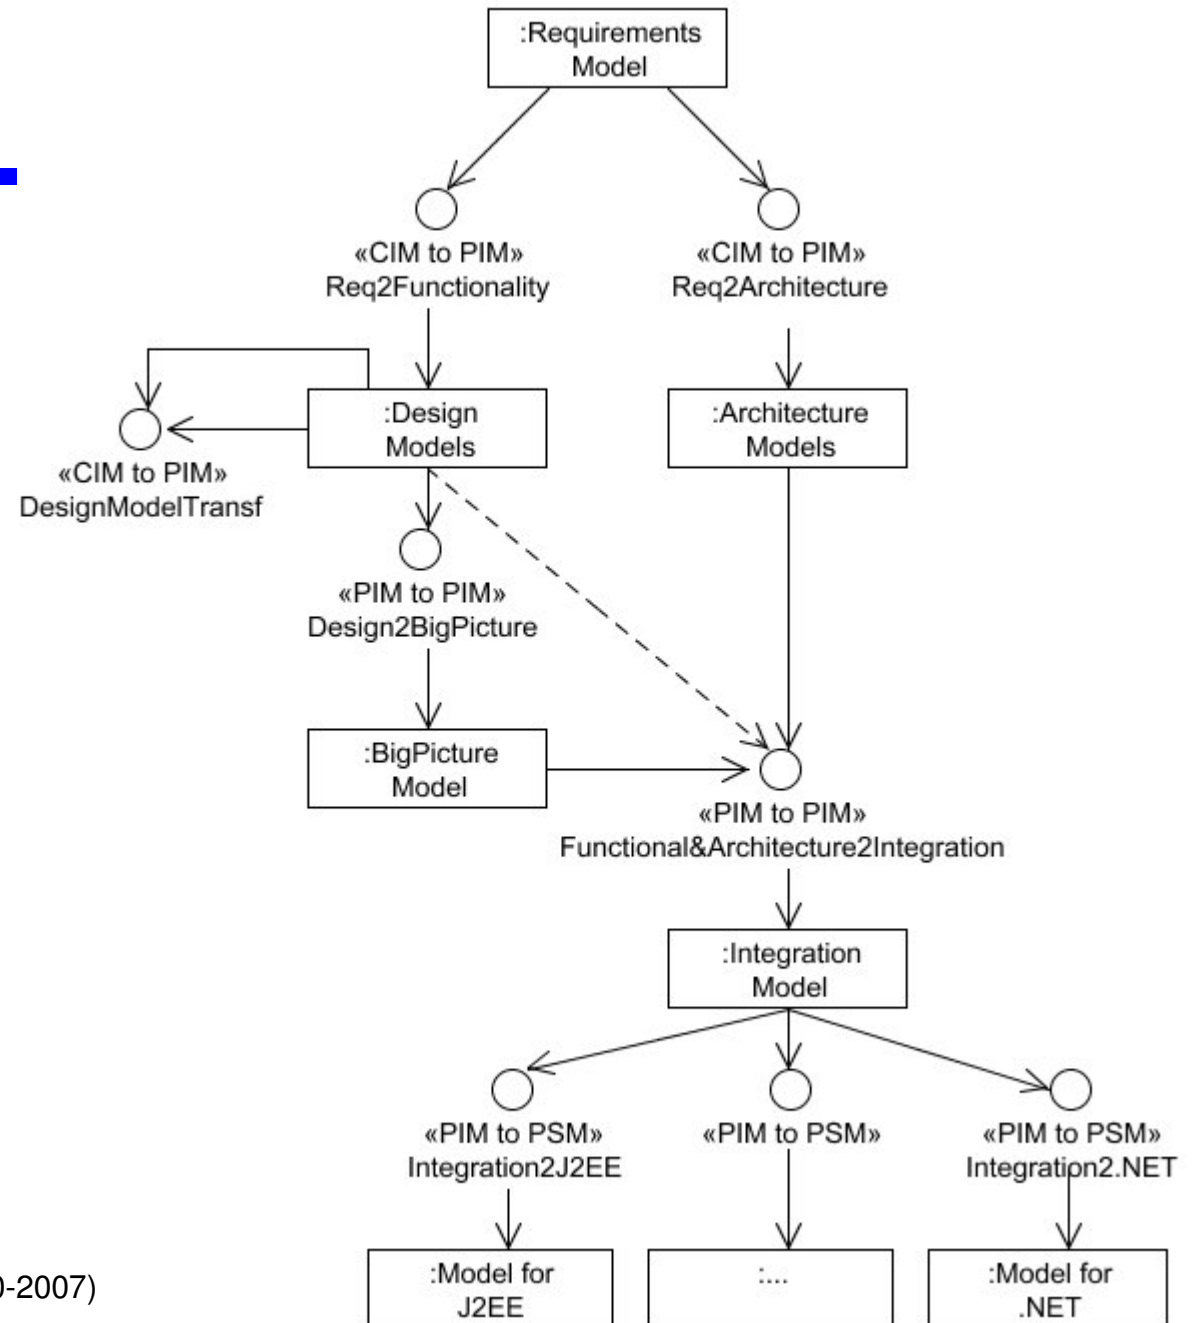 :Requirements
Model
«CIM to PIM»
Req2Functionality
«CIM to PIM»
Req2Architecture
:Design
Models
:Architecture
Models
«CIM to PIM»
DesignModelTransf
«PIM to PIM»
Design2BigPicture
:BigPicture
Model
«PIM to PIM»
Functional&Architecture2Integration
:Integration
Model
«PIM to PSM»
Integration2J2EE
«PIM to PSM»
«PIM to PSM»
Integration2.NET
:Model for
J2EE
:...
:Model for
.NET
0-2007)